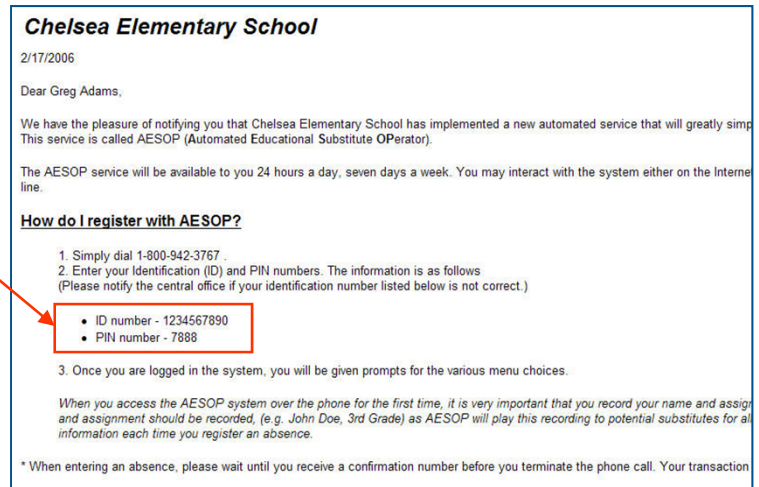 Chelsea Elementary School
2/17/2006
Dear Greg Adams,
We have the pleasure of notifying you that Chelsea Elementary School has implemented a new automated service that will greatly simp
This service is called AESOP (Automated Educational Substitute OPerator).
The AESOP service will be available to you 24 hours a day, seven days a week. You may interact with the system either on the Interne
line.
How do I register with AESOP?
1. Simply dial 1-800-942-3767 .
2. Enter your Identification (ID) and PIN numbers. The information is as follows
(Please notify the central office if your identification number listed below is not correct.)
• ID number - 1234567890
• PIN number - 7888
3. Once you are logged in the system, you will be given prompts for the various menu choices.
When you access the AESOP system over the phone for the first time, it is very important that you record your name and assign
and assignment should be recorded, (e.g. John Doe, 3rd Grade) as AESOP will play this recording to potential substitutes for al
information each time you register an absence.
* When entering an absence, please wait until you receive a confirmation number before you terminate the phone call. Your transaction